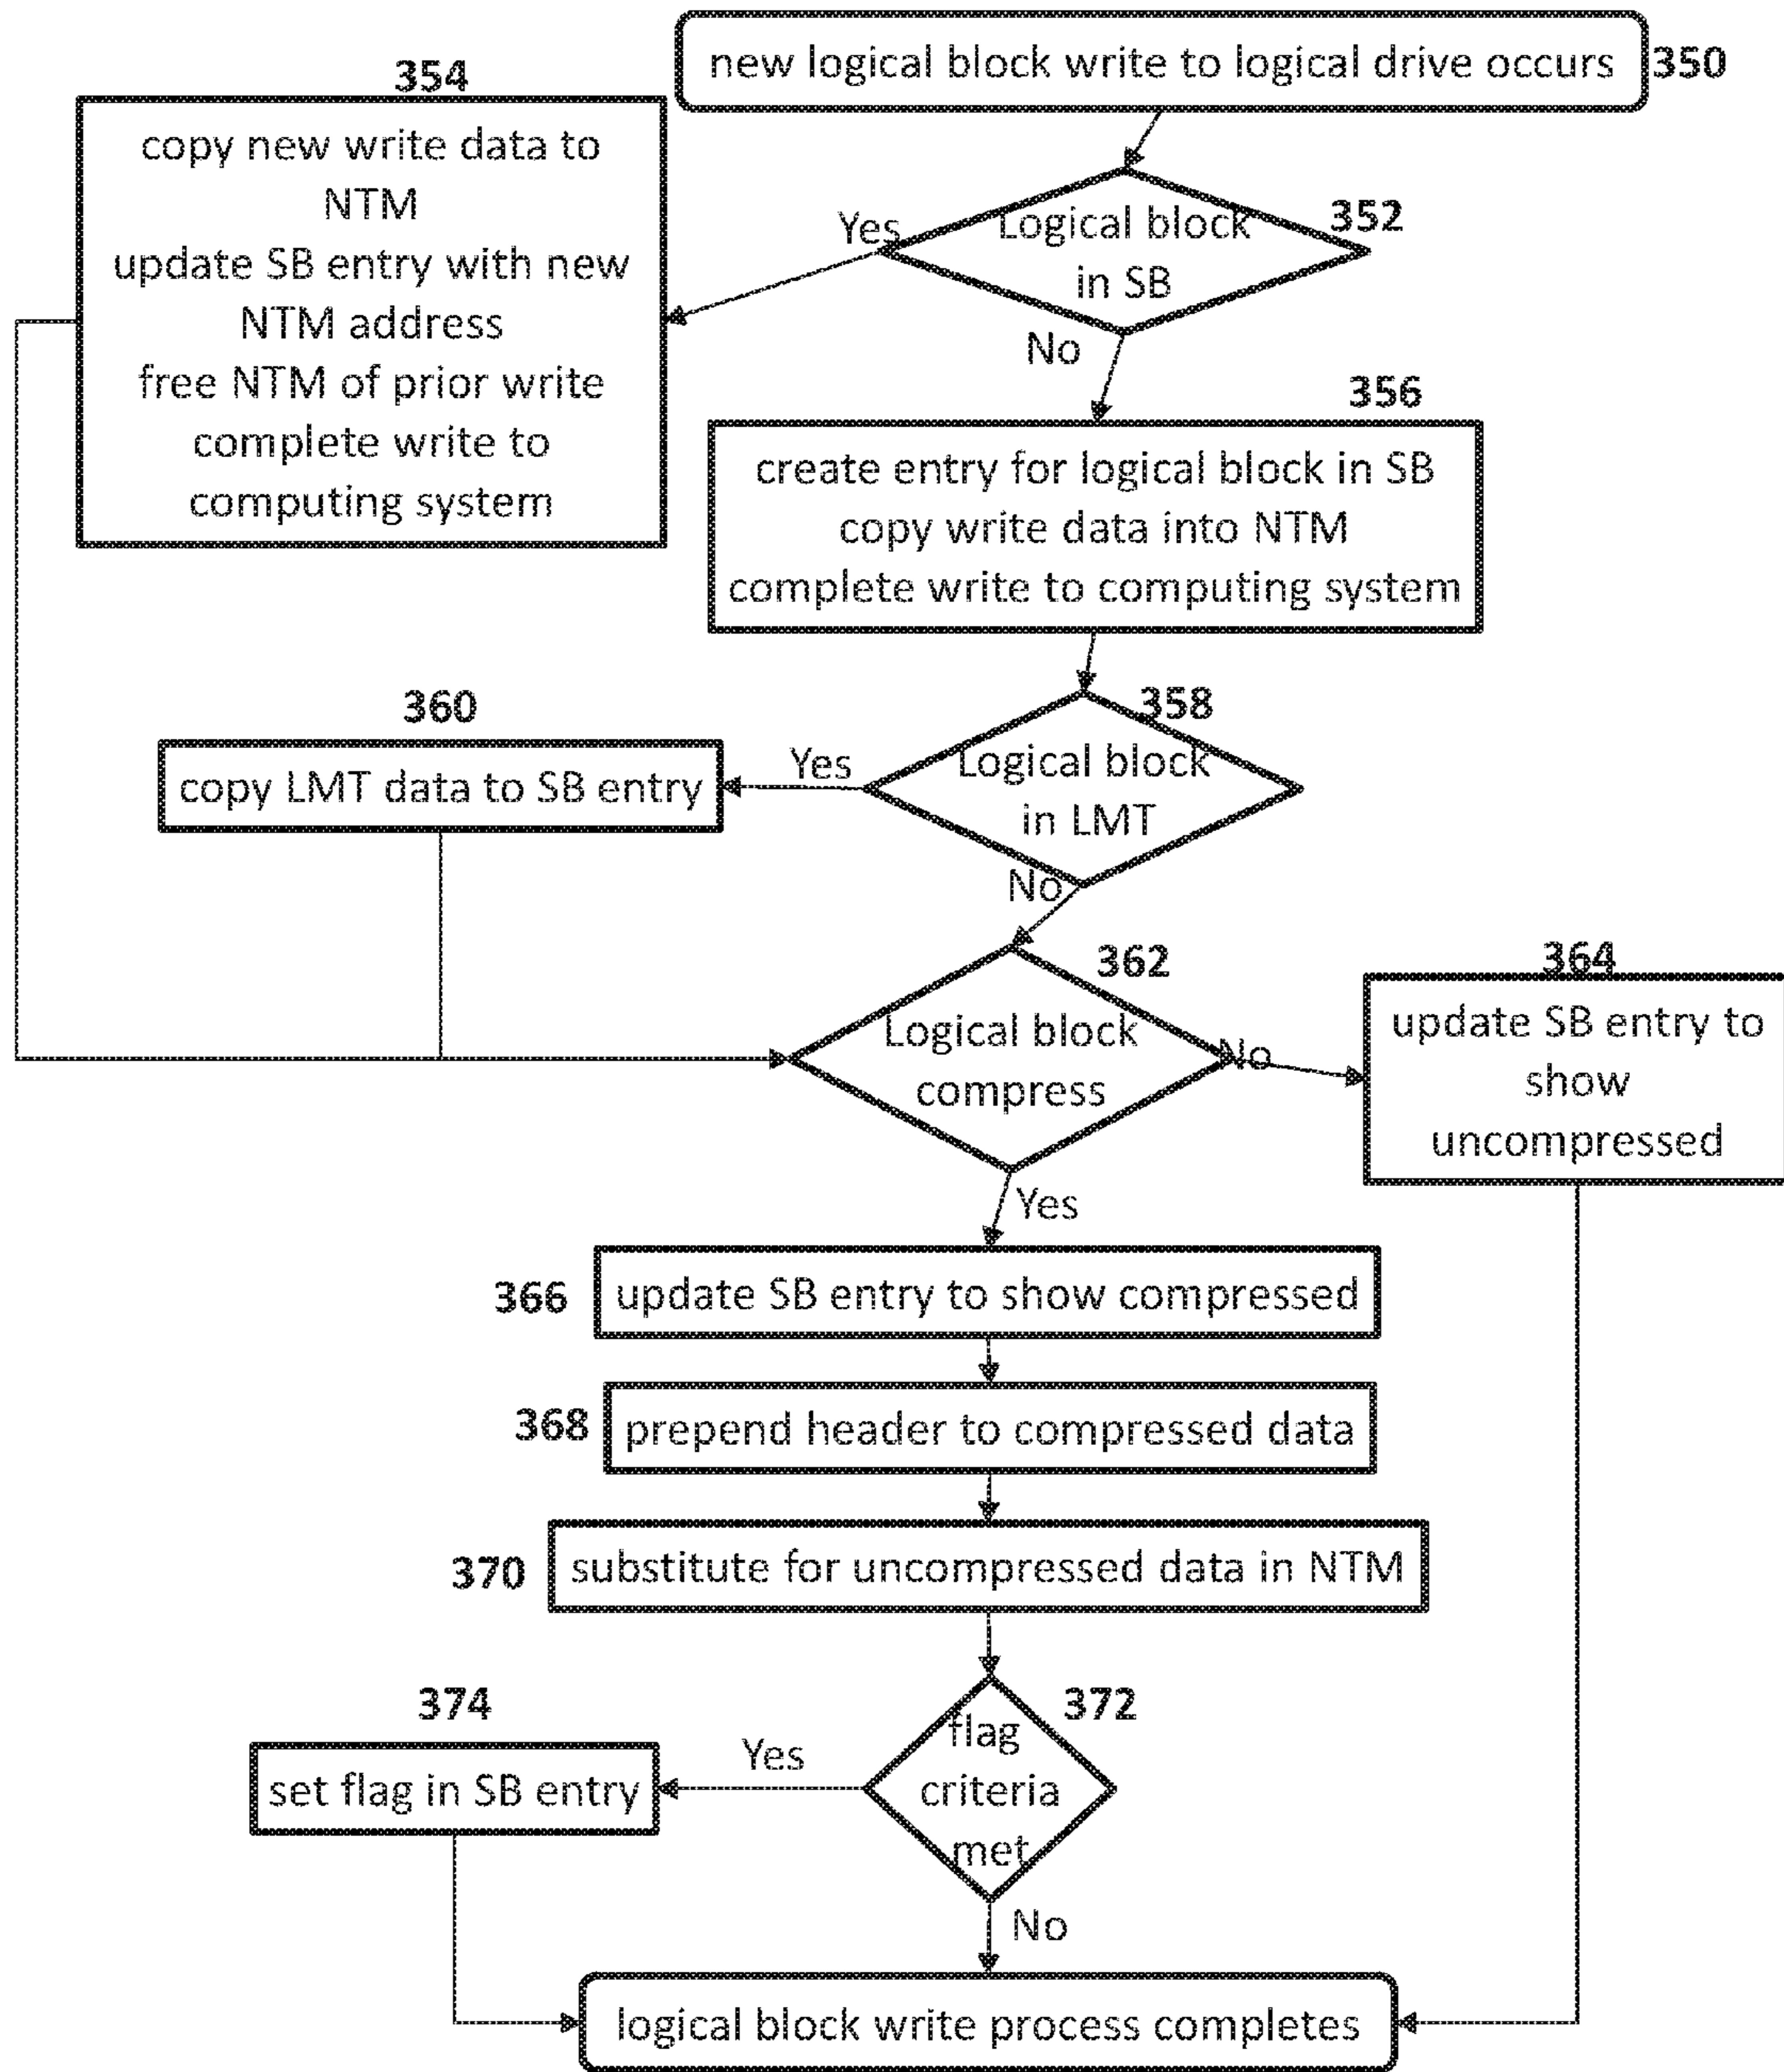 new logical block write to logical drive occurs
350
354
copy new write data to
NTM
update SB entry with new
NTM address
free NTM of prior write
complete write to
computing system
Yes
Logical block
in SB
352
No
356
create entry for logical block in SB
copy write data into NTM
complete write to computing system
360
copy LMT data to SB entry
Yes
358
Logical block
in LMT
No
362
Logical block
compress
No
364
update SB entry to
show
uncompressed
Yes
366
update SB entry to show compressed
368
prepend header to compressed data
370
substitute for uncompressed data in NTM
374
set flag in SB entry
Yes
372
flag
criteria
met
No
logical block write process completes